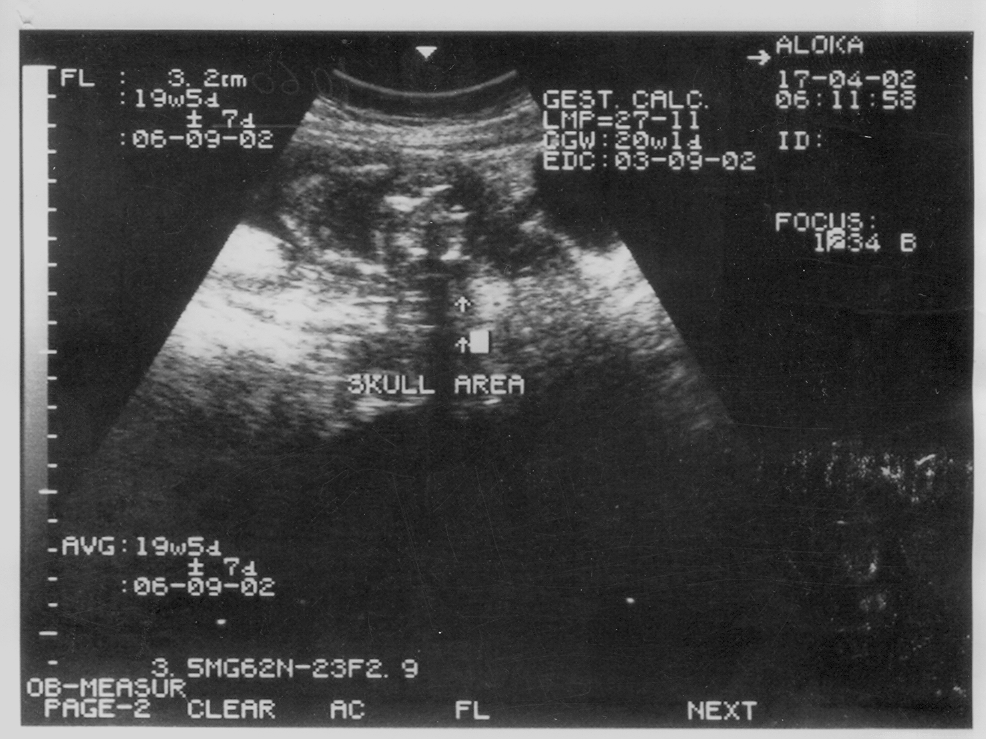 FL : 3.2cm
:19w5d
± 7d
:06-09-02
GEST. CALC.
LMP=27-11
GGW:20w1d
EDC:03-09-02
→ ALOKA
17-04-02
06:11:58
ID:
FOCUS:
1234 B
SKULL AREA
AVG:19w5d
± 7d
:06-09-02
3.5MG62N-23F2.9
OB-MEASUR
PAGE-2 CLEAR AC FL NEXT